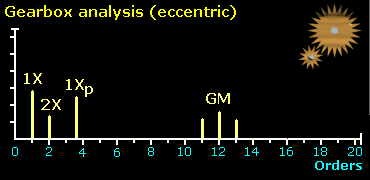 Gearbox analysis (eccentric)
1X
2X
1Xp
GM
0 2 4 6 8 10 12 14 16 18 20
Orders